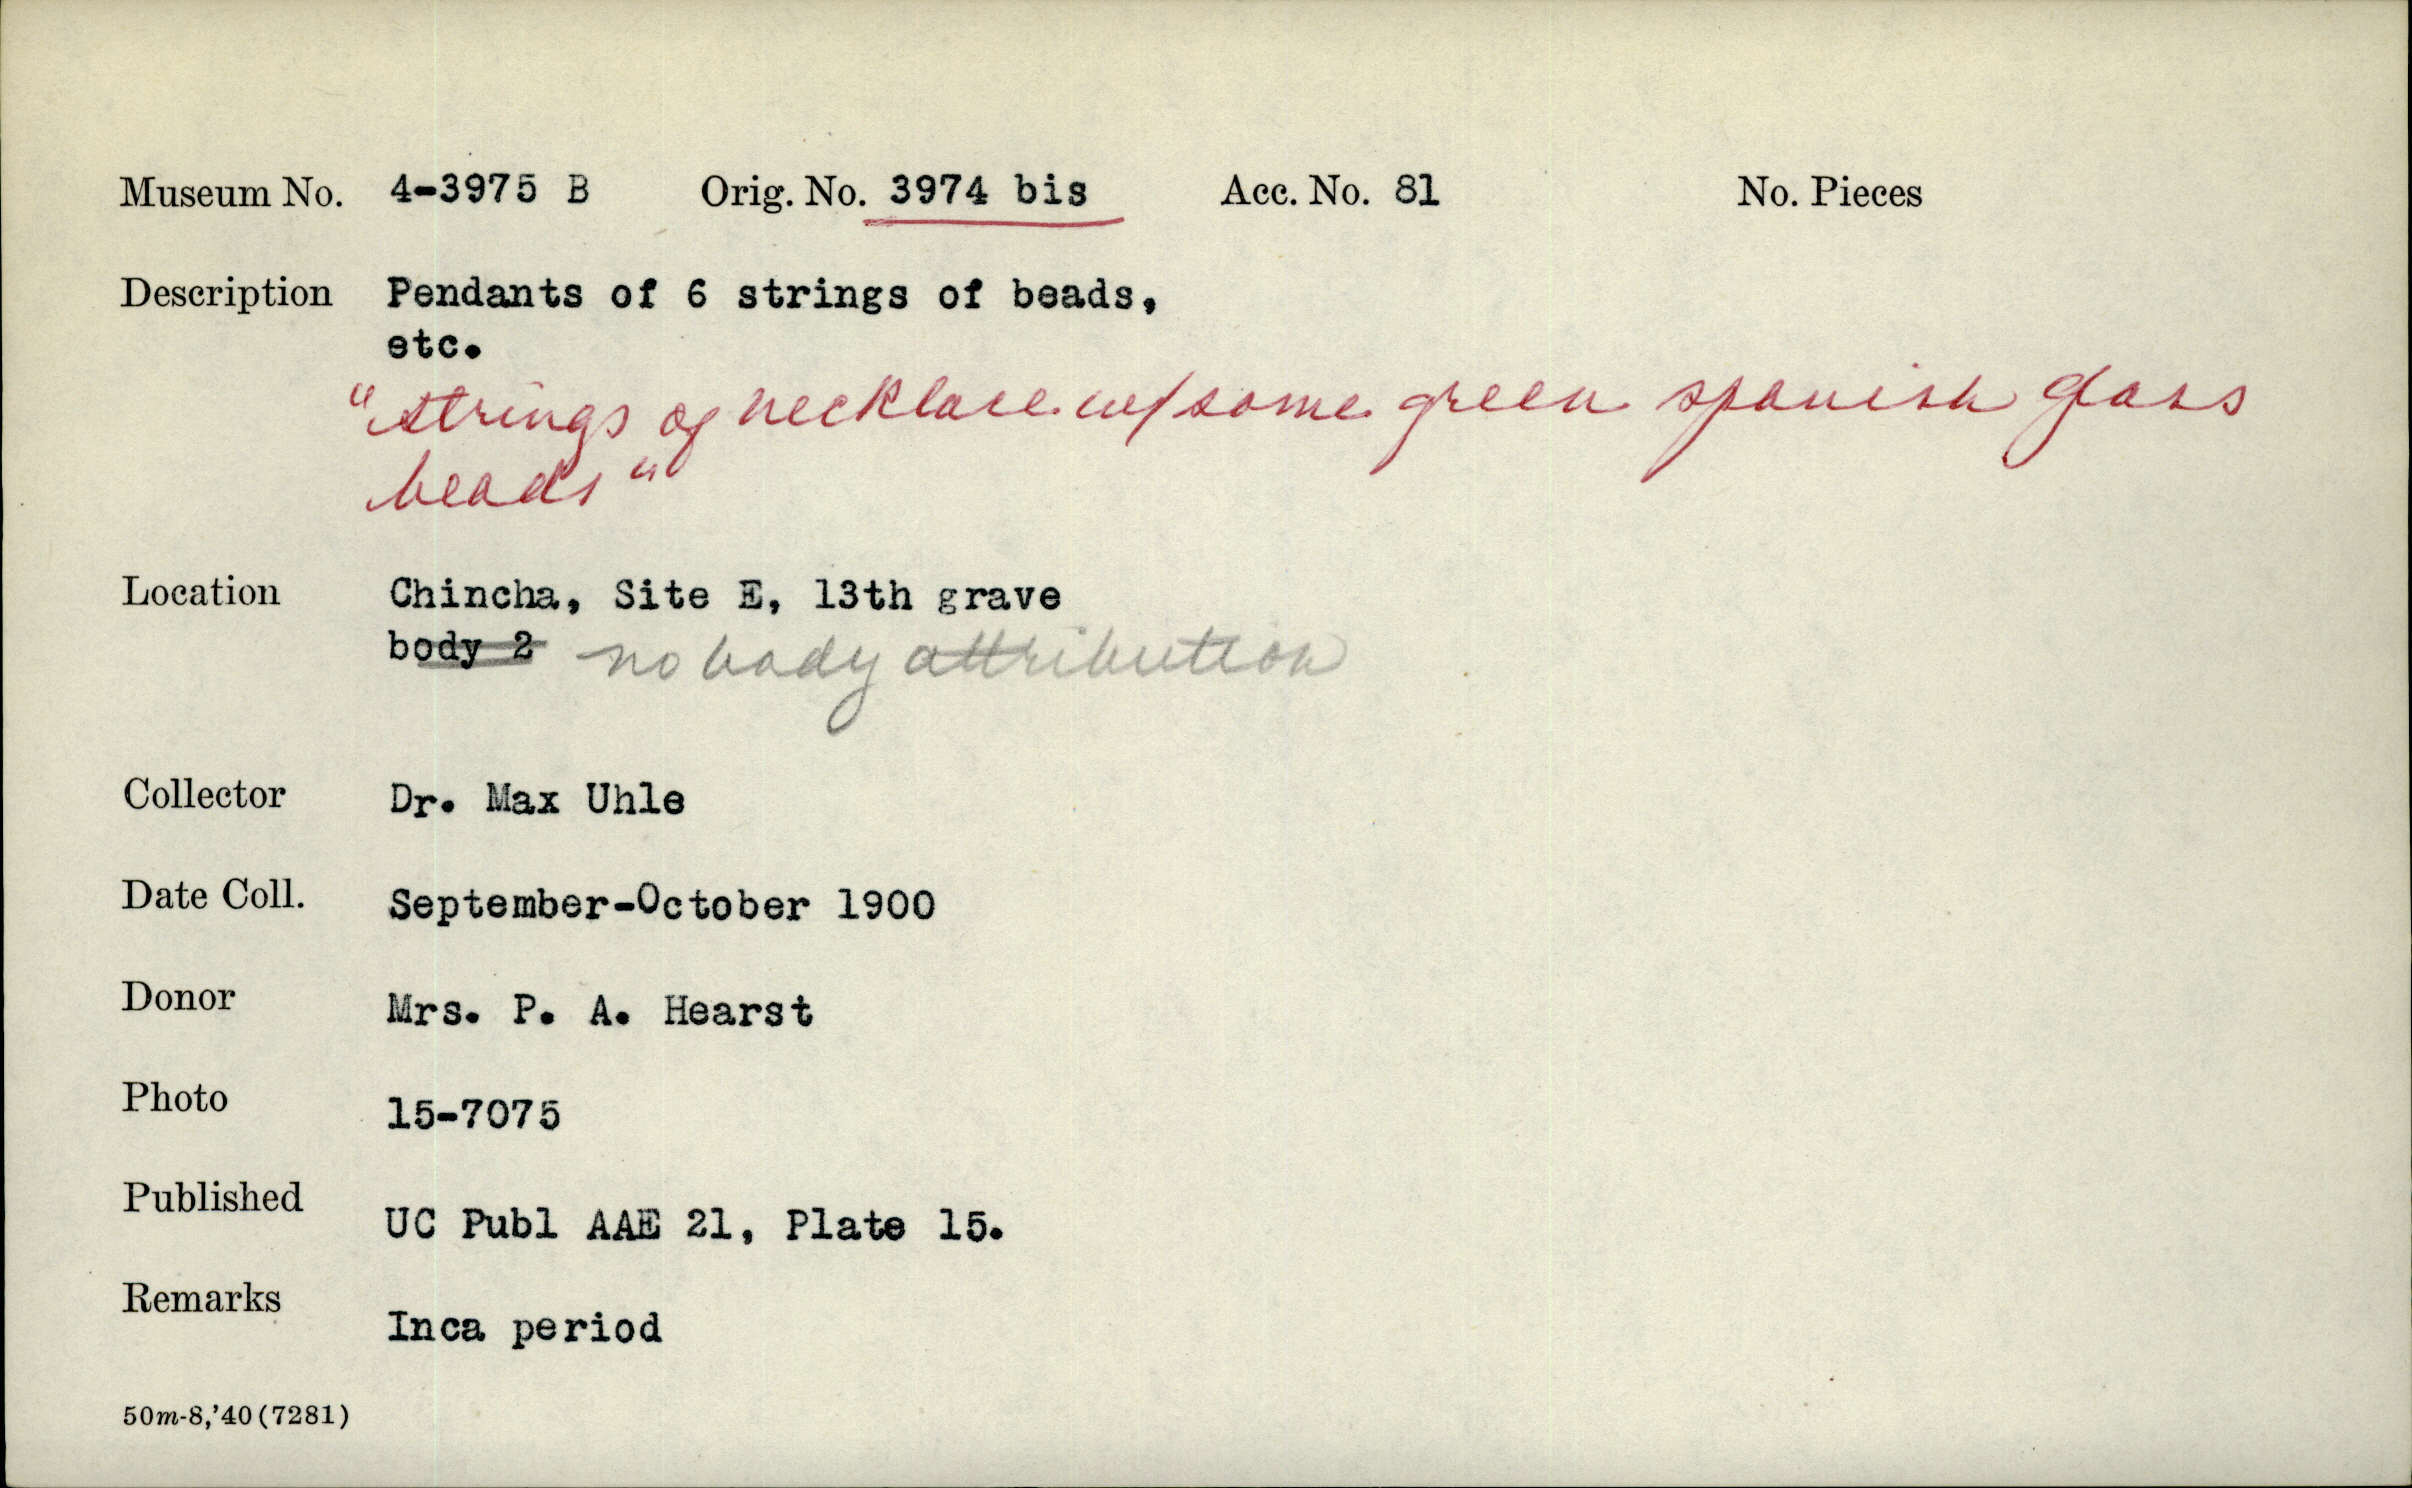 Museum No. 4-3975 B Orig. No. 3974 bis Acc. No. 81 No. Pieces
Description Pendants of 6 strings of beads,
etc.
"strings of necklace w/ some green spanish glass
beads"
Location Chincha, Site E, 13th grave
body 2 no body attribution
Collector Dr. Max Uhle
Date Coll. September-October 1900
Donor Mrs. P. A. Hearst
Photo 15-7075
Published UC Publ AAE 21, Plate 15.
Remarks Inca period
50m-8,'40(7281)